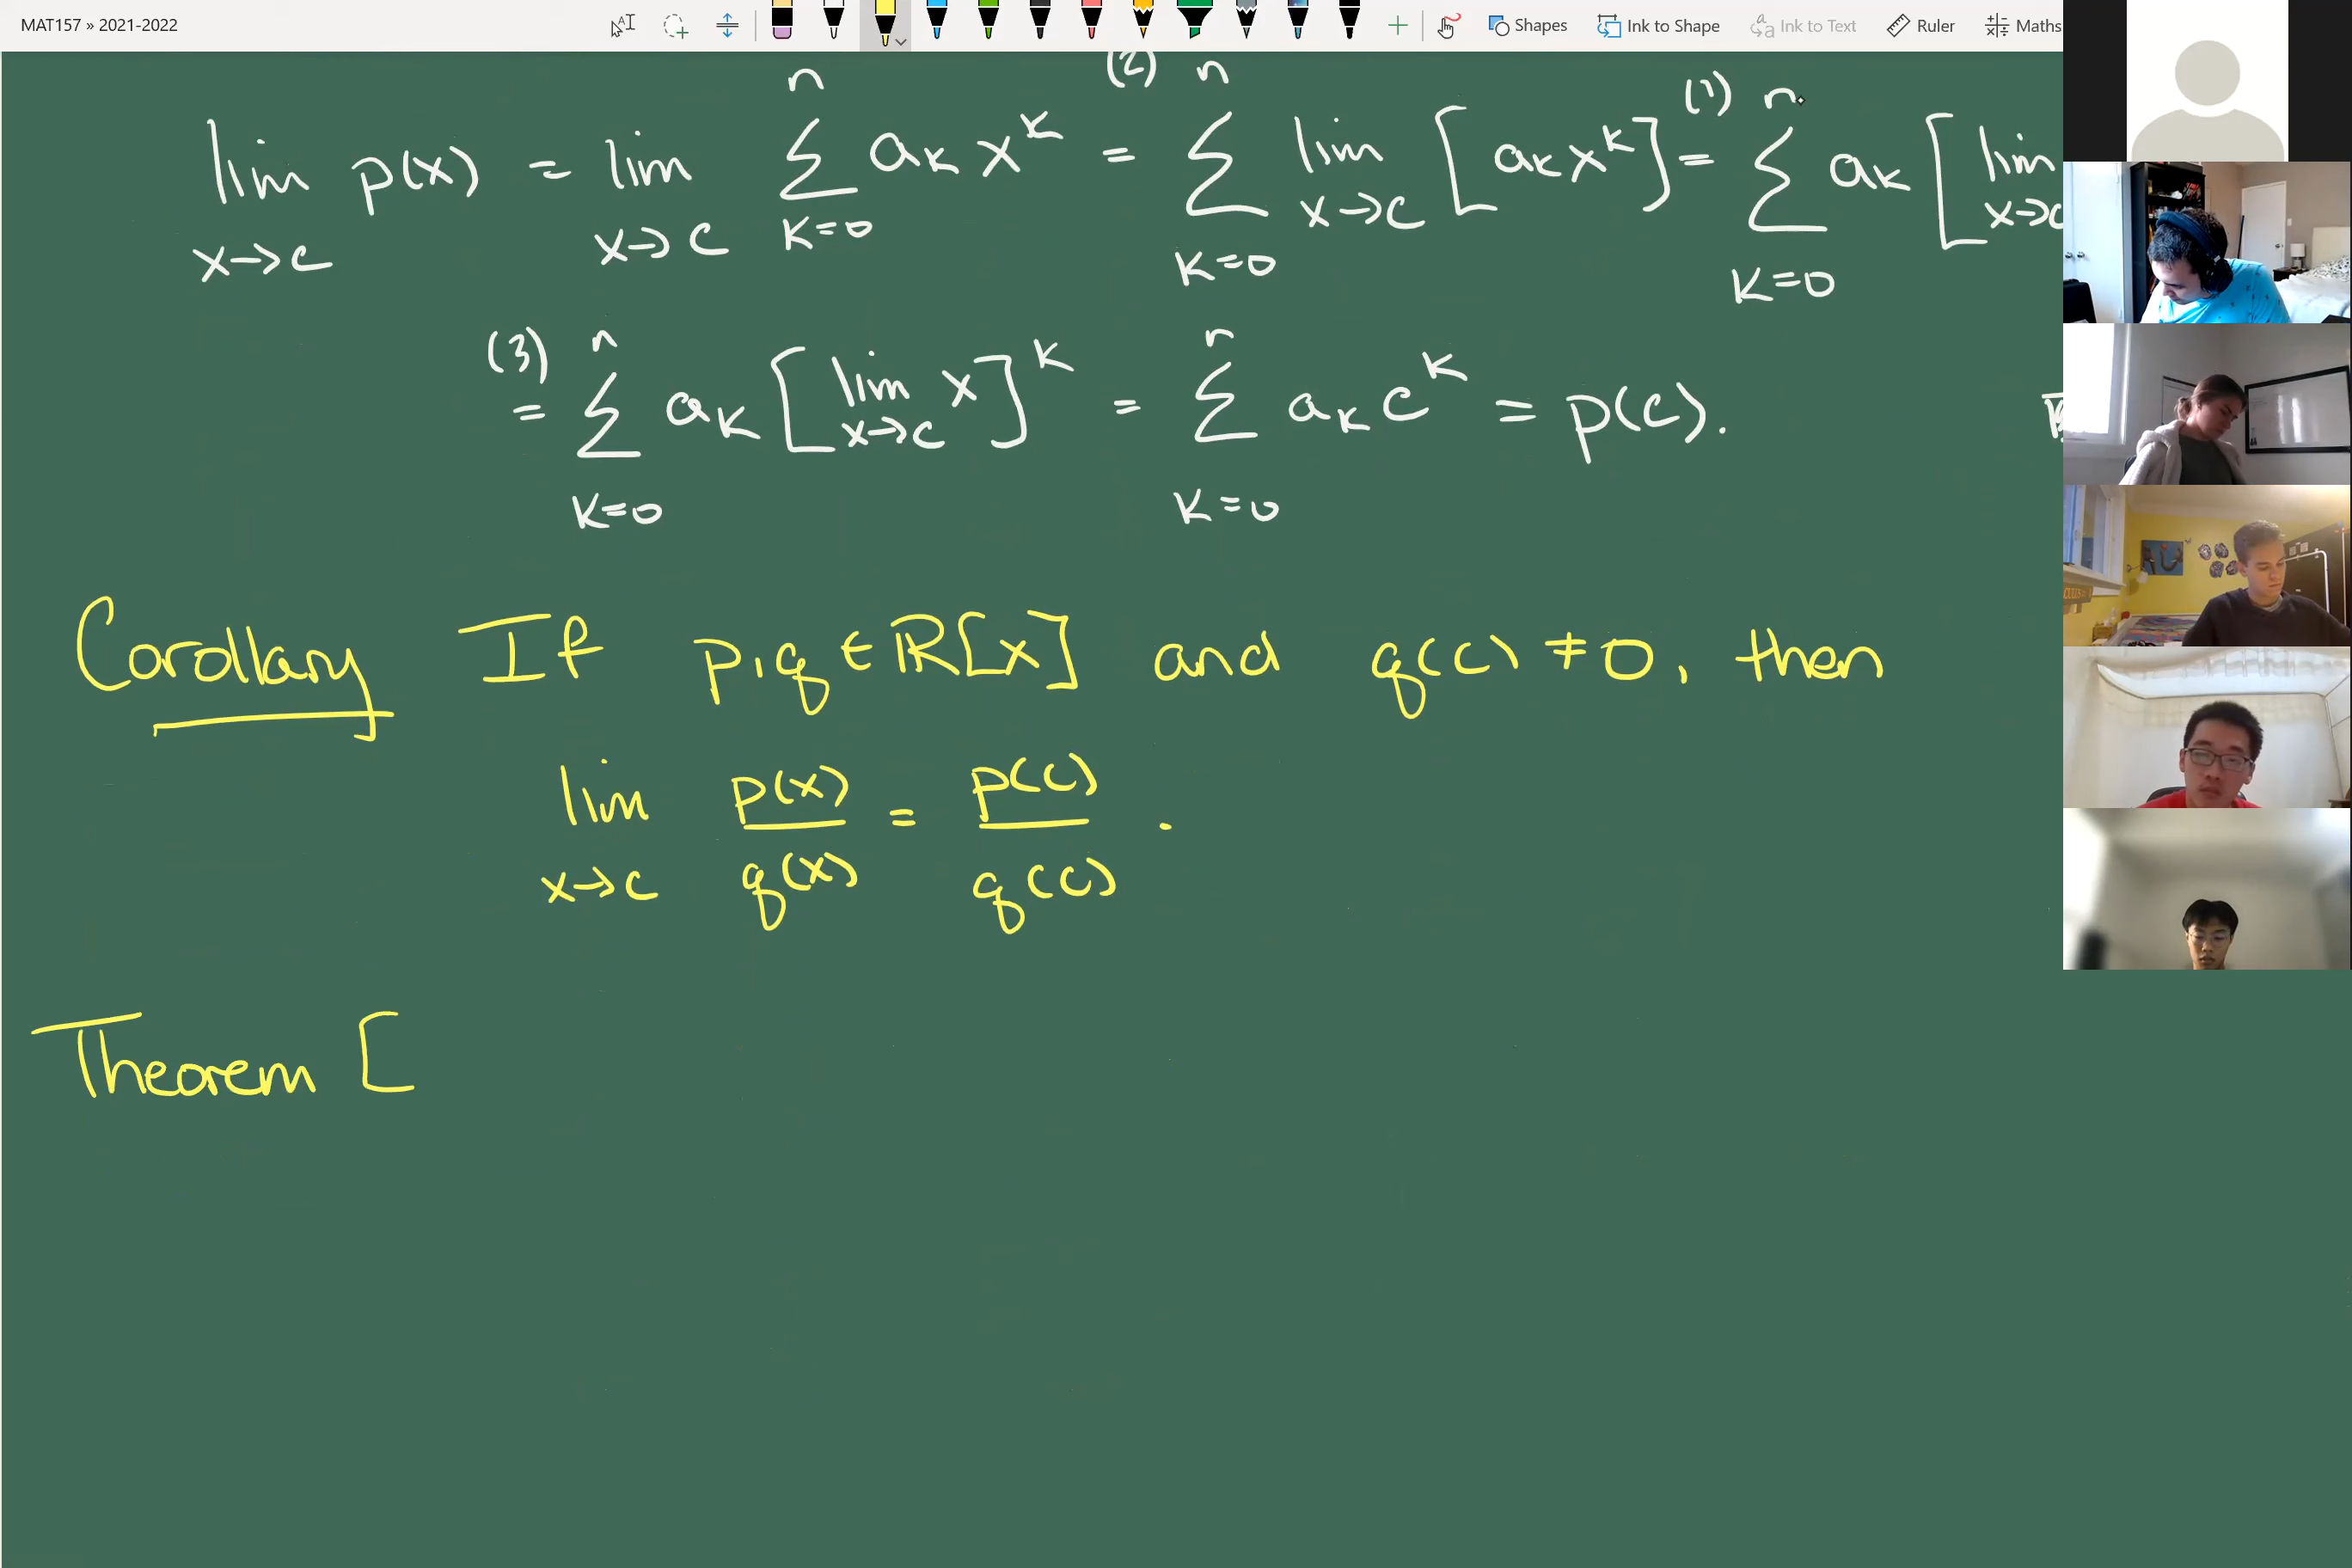 MAT157 » 2021-2022
Shapes Ink to Shape Ink to Text Ruler Maths
lim x→c p(x) = lim x→c n ∑ k=0 a_k x^k (2) = n ∑ k=0 lim x→c [a_k x^k] (1) = n ∑ k=0 a_k [lim x→c
(3) = n ∑ k=0 a_k [lim x→c x]^k = n ∑ k=0 a_k c^k = p(c).
Corollary If p,q ∈ ℝ[x] and q(c) ≠ 0, then
lim x→c p(x)/q(x) = p(c)/q(c).
Theorem [